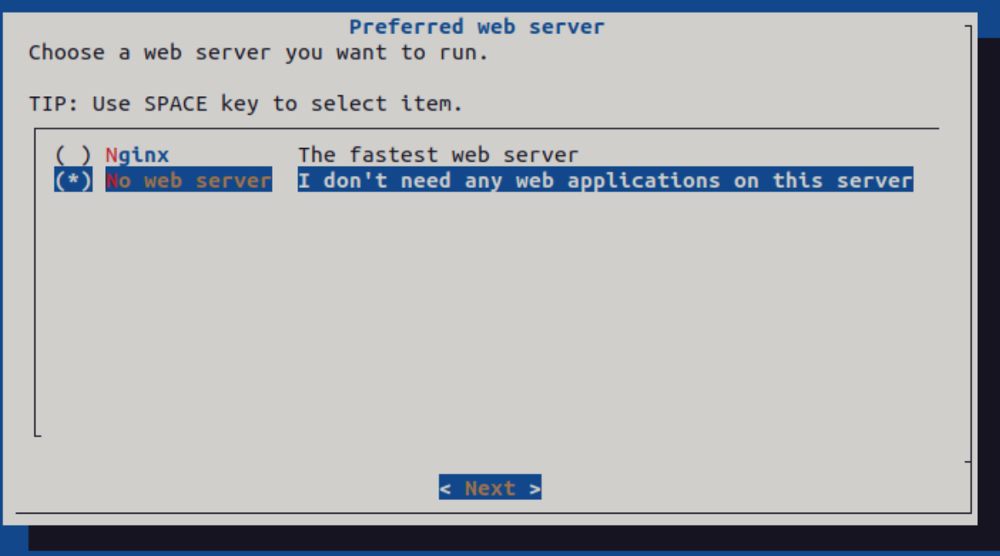 Preferred web server
Choose a web server you want to run.
TIP: Use SPACE key to select item.
( ) Nginx The fastest web server
(*) No web server I don't need any web applications on this server
< Next >